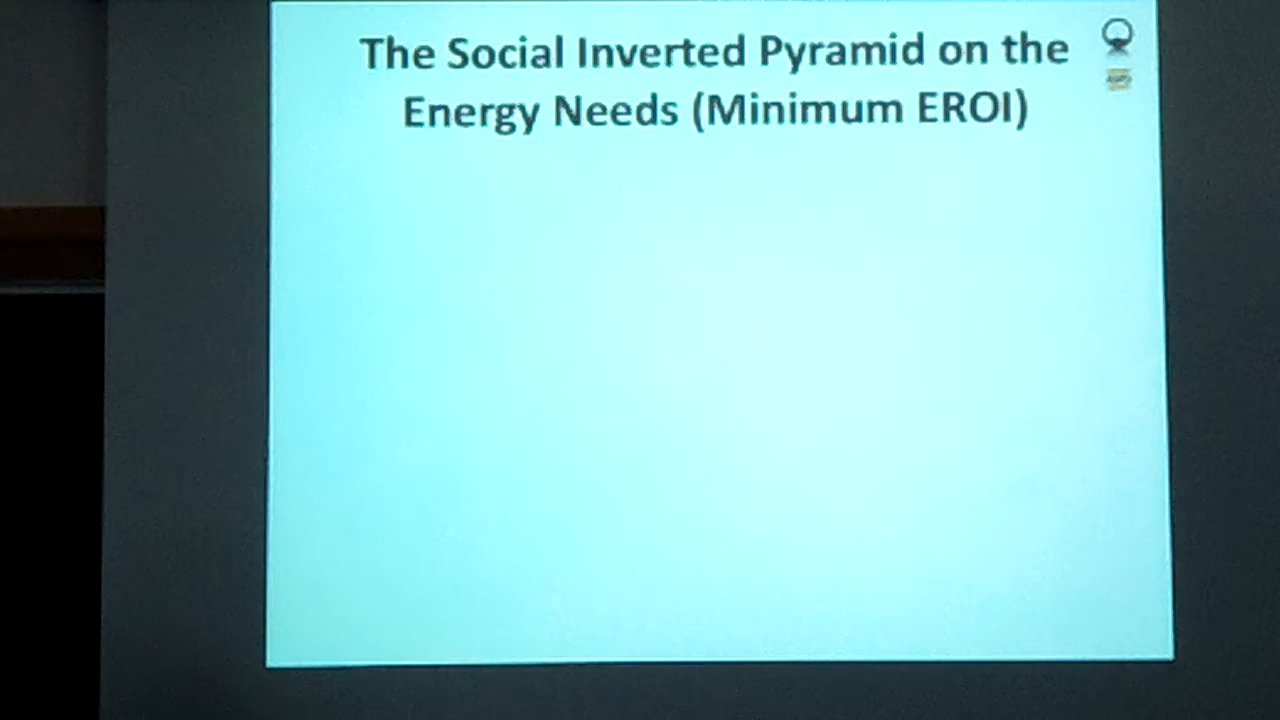 The Social Inverted Pyramid on the
Energy Needs (Minimum EROI)